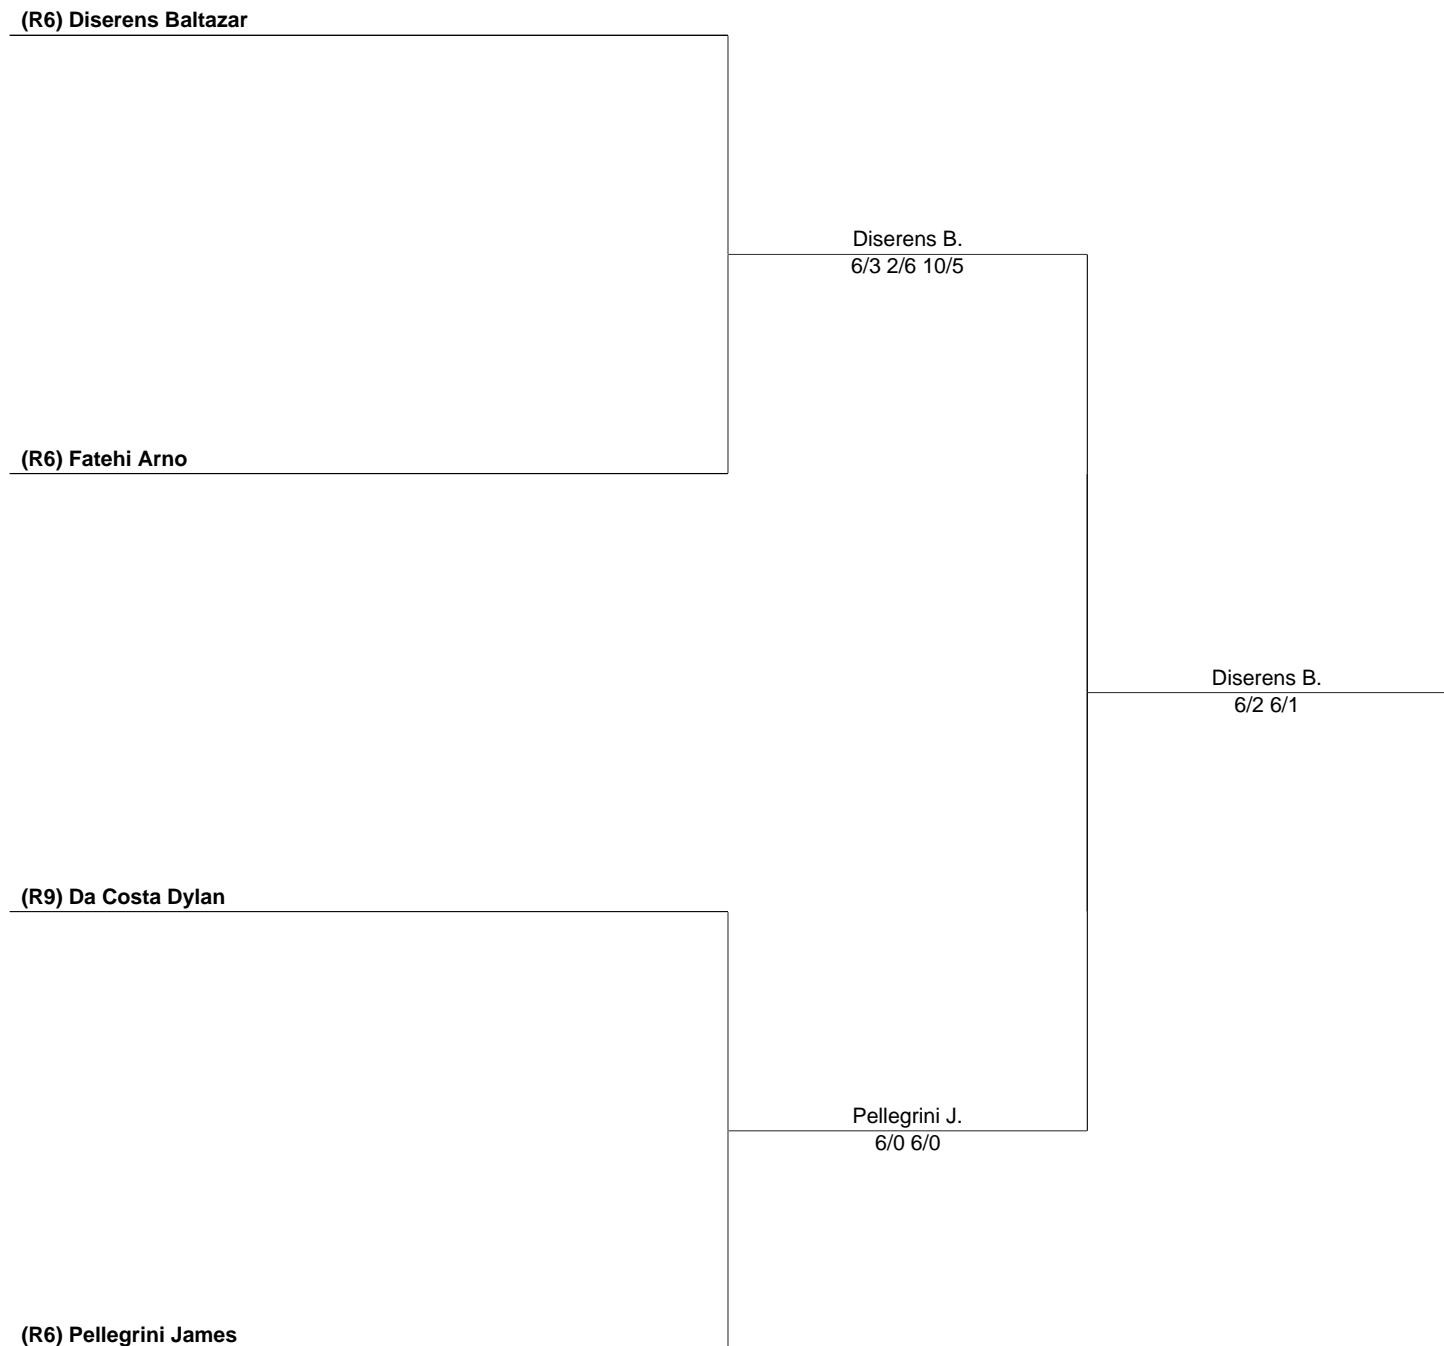 (R6) Diserens Baltazar
Diserens B.
6/3 2/6 10/5
(R6) Fatehi Arno
Diserens B.
6/2 6/1
(R9) Da Costa Dylan
Pellegrini J.
6/0 6/0
(R6) Pellegrini James